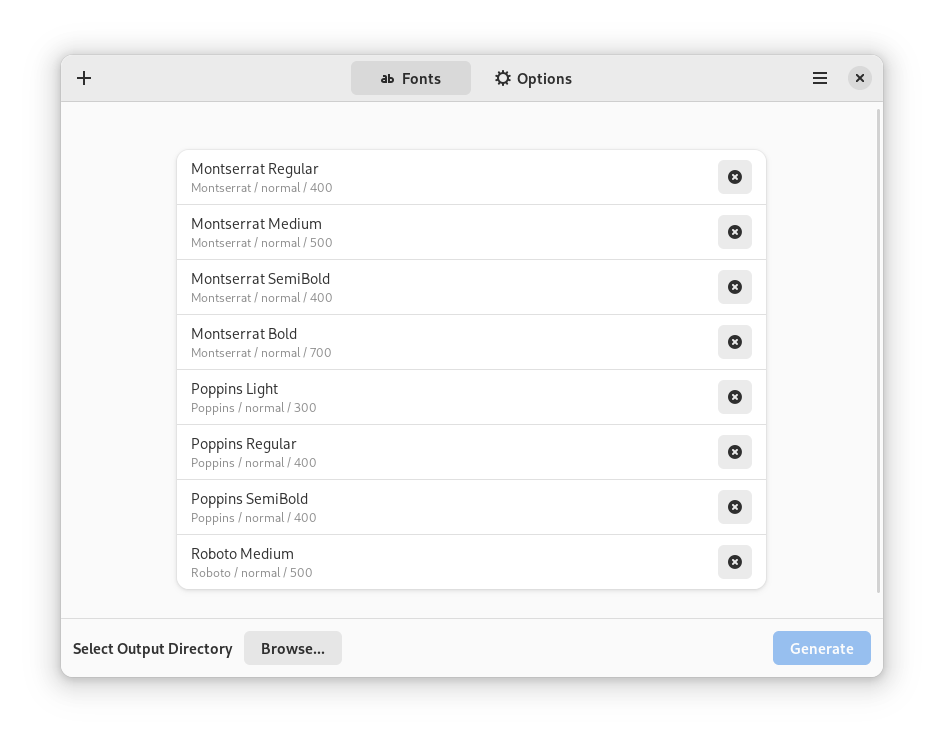 ab Fonts
Options
Montserrat Regular
Montserrat / normal / 400
Montserrat Medium
Montserrat / normal / 500
Montserrat SemiBold
Montserrat / normal / 400
Montserrat Bold
Montserrat / normal / 700
Poppins Light
Poppins / normal / 300
Poppins Regular
Poppins / normal / 400
Poppins SemiBold
Poppins / normal / 400
Roboto Medium
Roboto / normal / 500
Select Output Directory
Browse...
Generate